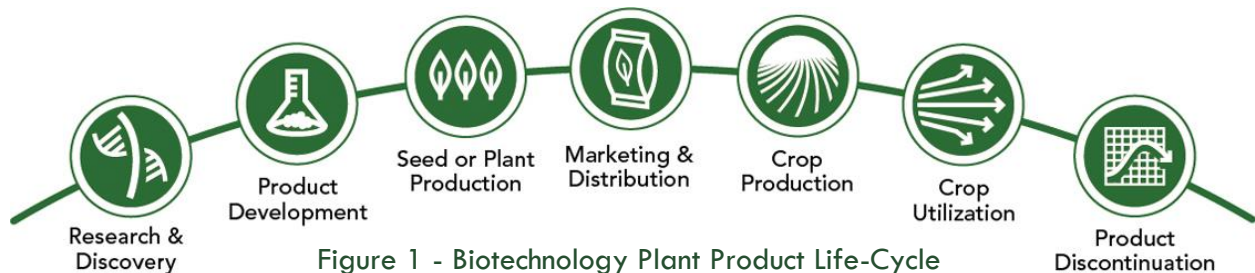 Research &
Discovery
Product
Development
Seed or Plant
Production
Marketing &
Distribution
Crop
Production
Crop
Utilization
Product
Discontinuation
Figure 1 - Biotechnology Plant Product Life-Cycle